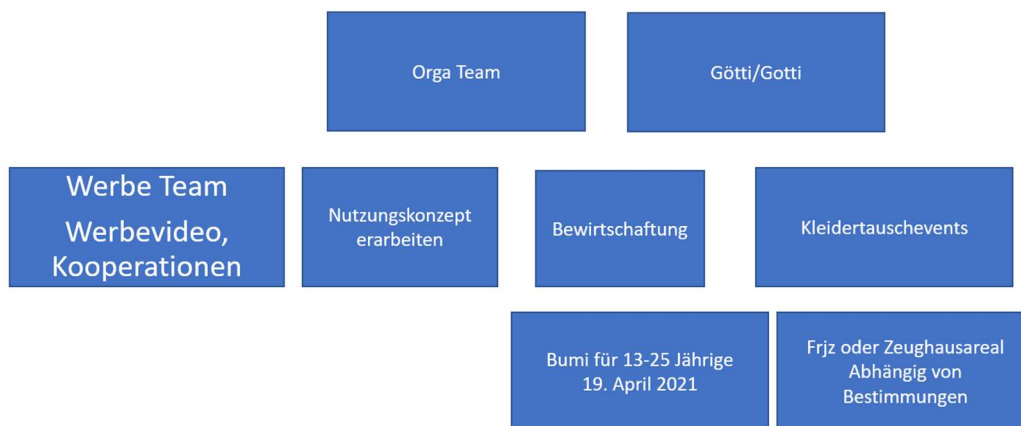 Orga Team
Götti/Gotti
Werbe Team
Werbevideo,
Kooperationen
Nutzungskonzept
erarbeiten
Bewirtschaftung
Kleidertauschevents
Bumi für 13-25 Jährige
19. April 2021
Frjz oder Zeughausareal
Abhängig von
Bestimmungen